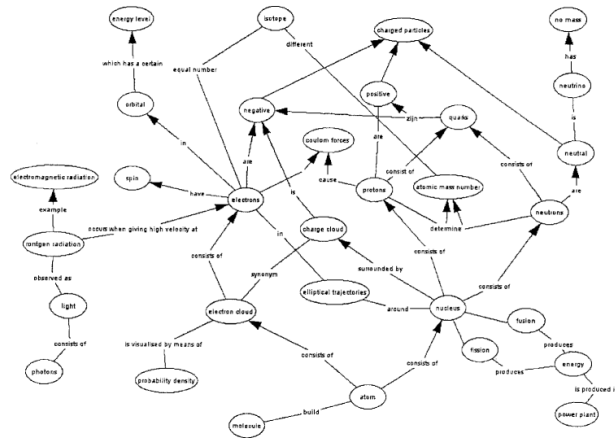 energy level
isotope
no mass
charged particles
different
which has a certain
equal number
has
neutrino
positive
orbital
negative
quarks
zijn
is
in
are
coulom forces
neutral
electromagnetic radiation
spin
are
consist of
consists of
have
cause
electrons
protons
atomic mass number
are
example
neutrons
is
occurs when giving high velocity at
charge cloud
determine
rontgen radiation
in
consists of
consists of
surrounded by
observed as
synonym
consists of
elliptical trajectories
light
electron cloud
around
nucleus
fusion
consists of
is visualised by means of
consists of
consists of
fission
produces
energy
photons
produces
probability density
is produced i
atom
build
power plant
molecule